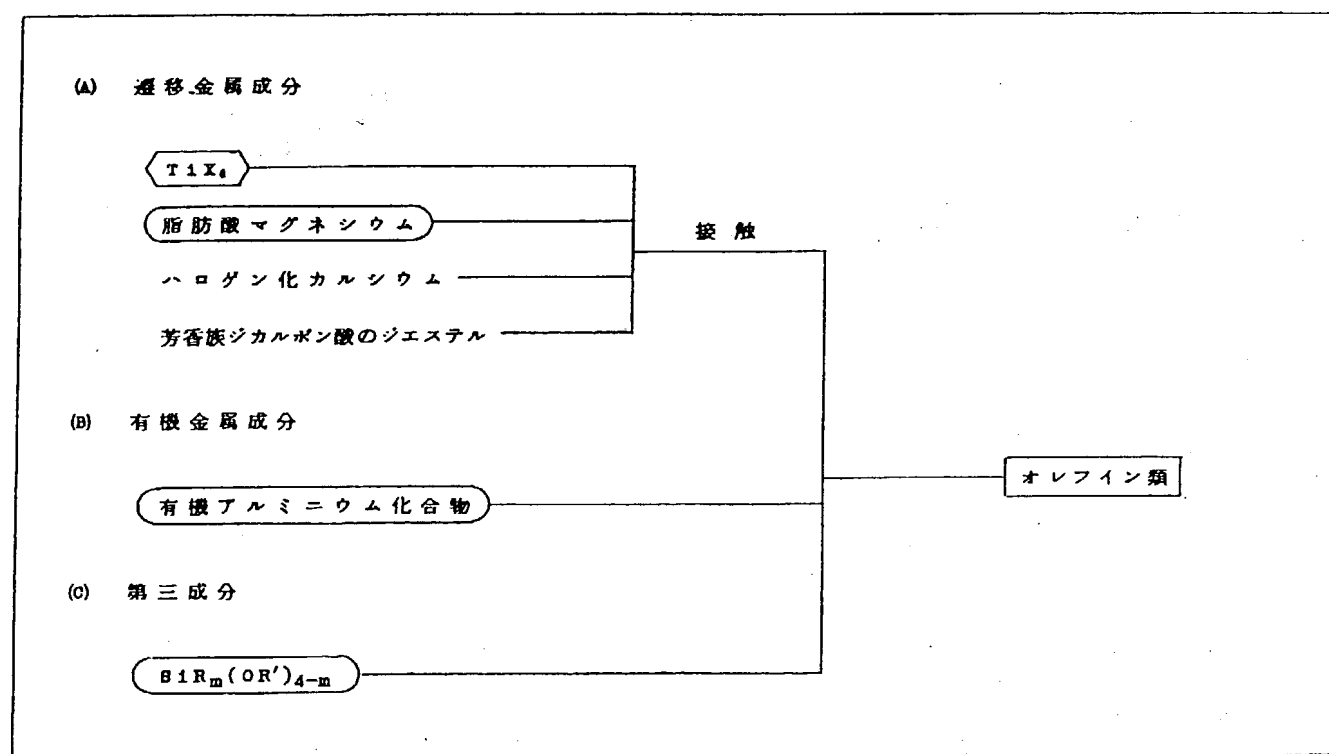 (A) 遷移金属成分
TiX₄
脂肪酸マグネシウム
接触
ハロゲン化カルシウム
芳香族ジカルボン酸のジエステル
(B) 有機金属成分
オレフイン類
有機アルミニウム化合物
(C) 第三成分
SiRₘ(OR′)₄₋ₘ